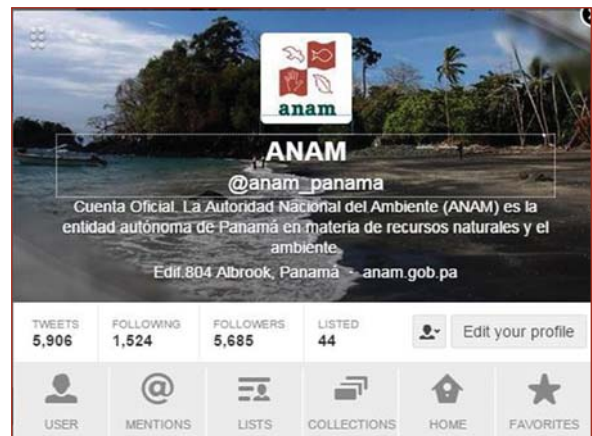 anam
ANAM
@anam_panama
Cuenta Oficial. La Autoridad Nacional del Ambiente (ANAM) es la
entidad autónoma de Panamá en materia de recursos naturales y el
ambiente.
Edif.804 Albrook, Panamá - anam.gob.pa
TWEETS FOLLOWING FOLLOWERS LISTED
5,906 1,524 5,685 44 Edit your profile
USER MENTIONS LISTS COLLECTIONS HOME FAVORITES